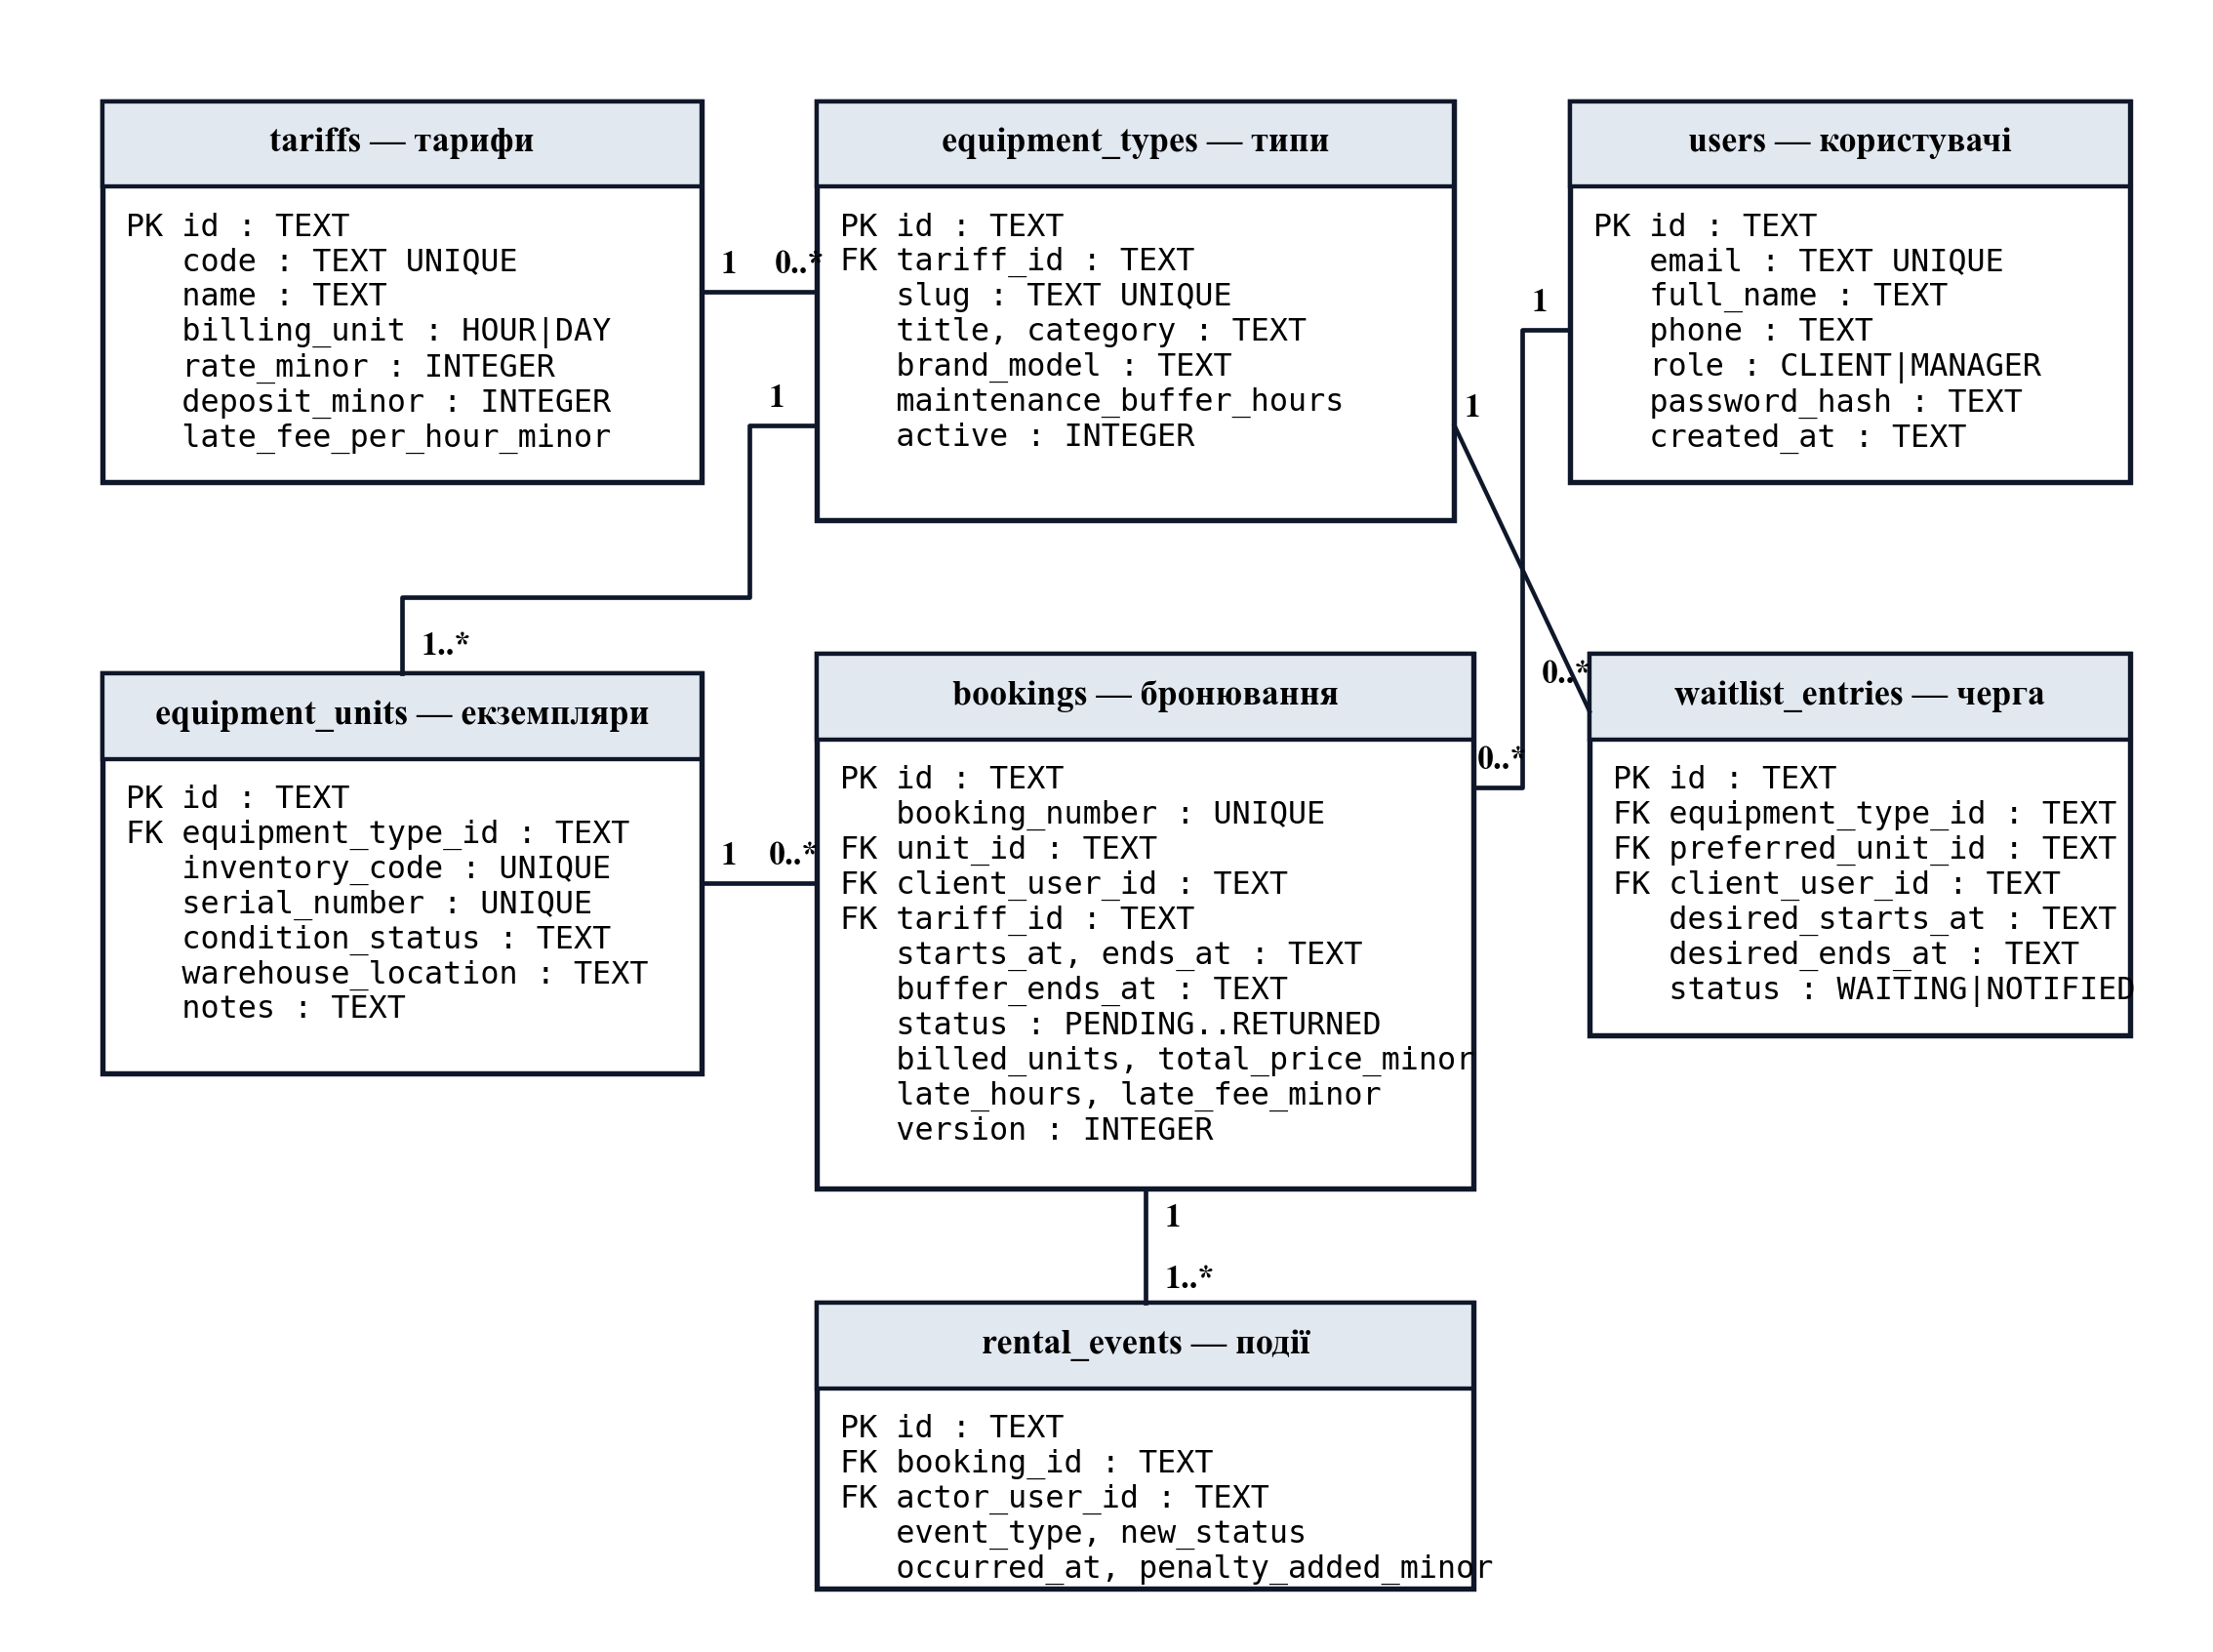 tariffs — тарифи
PK id : TEXT
code : TEXT UNIQUE
name : TEXT
billing_unit : HOUR|DAY
rate_minor : INTEGER
deposit_minor : INTEGER
late_fee_per_hour_minor
1 0..*
equipment_types — типи
PK id : TEXT
FK tariff_id : TEXT
slug : TEXT UNIQUE
title, category : TEXT
brand_model : TEXT
maintenance_buffer_hours
active : INTEGER
users — користувачі
PK id : TEXT
email : TEXT UNIQUE
full_name : TEXT
phone : TEXT
role : CLIENT|MANAGER
password_hash : TEXT
created_at : TEXT
1
1..*
1
0..*
1
0..*
equipment_units — екземпляри
PK id : TEXT
FK equipment_type_id : TEXT
inventory_code : UNIQUE
serial_number : UNIQUE
condition_status : TEXT
warehouse_location : TEXT
notes : TEXT
1 0..*
bookings — бронювання
PK id : TEXT
booking_number : UNIQUE
FK unit_id : TEXT
FK client_user_id : TEXT
FK tariff_id : TEXT
starts_at, ends_at : TEXT
buffer_ends_at : TEXT
status : PENDING..RETURNED
billed_units, total_price_minor
late_hours, late_fee_minor
version : INTEGER
waitlist_entries — черга
PK id : TEXT
FK equipment_type_id : TEXT
FK preferred_unit_id : TEXT
FK client_user_id : TEXT
desired_starts_at : TEXT
desired_ends_at : TEXT
status : WAITING|NOTIFIED
1
1..*
rental_events — події
PK id : TEXT
FK booking_id : TEXT
FK actor_user_id : TEXT
event_type, new_status
occurred_at, penalty_added_minor